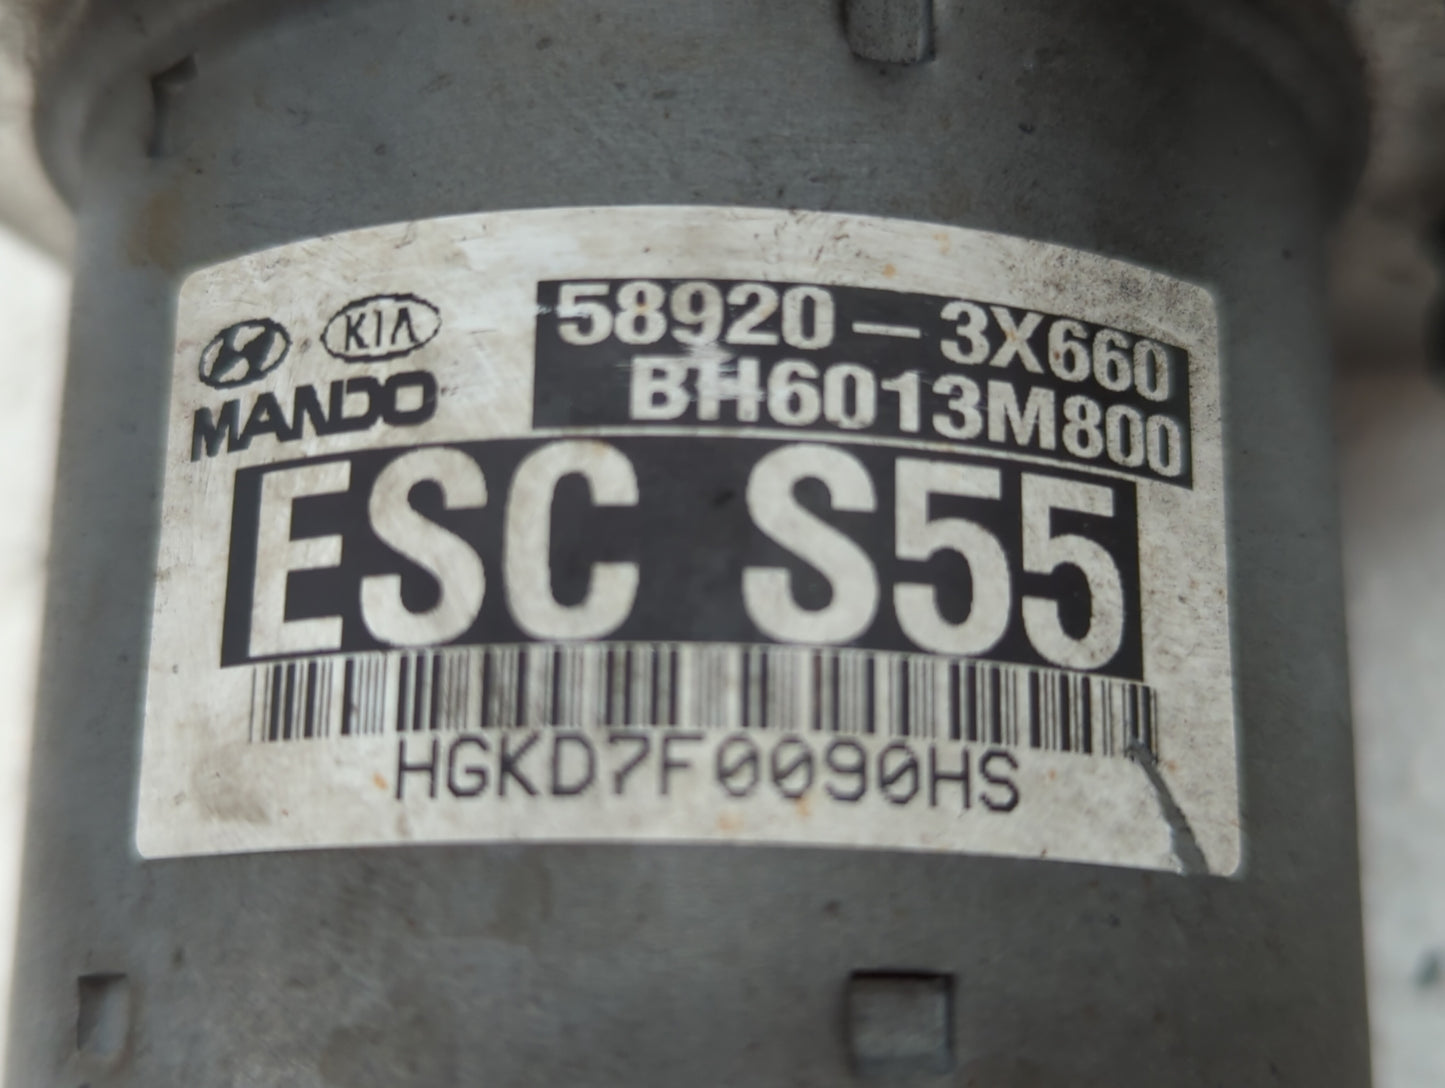 KIA
MANDO
58920-3X660
BH6013M800
ESC S55
HGKD7F0090HS